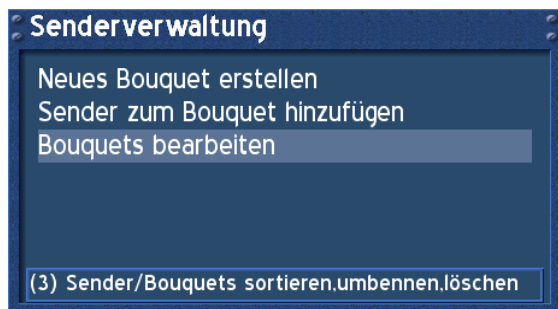 Senderverwaltung
Neues Bouquet erstellen
Sender zum Bouquet hinzufügen
Bouquets bearbeiten
(3) Sender/Bouquets sortieren,umbennen,löschen